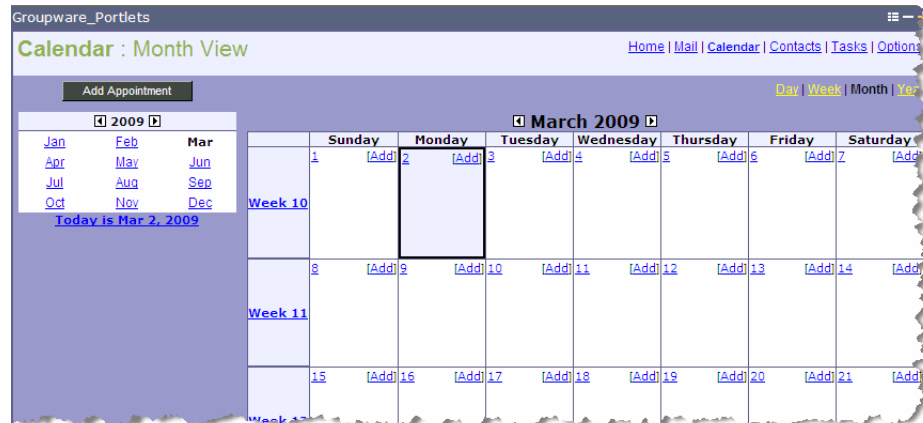 Groupware_Portlets
Calendar : Month View
Home | Mail | Calendar | Contacts | Tasks | Options
Add Appointment
Day | Week | Month |
2009
Jan Feb Mar
Apr May Jun
Jul Aug Sep
Oct Nov Dec
Today is Mar 2, 2009
March 2009
Sunday Monday Tuesday Wednesday Thursday Friday Saturday
Week 10
1 [Add] 2 [Add] 3 [Add] 4 [Add] 5 [Add] 6 [Add] 7 [Add
Week 11
8 [Add] 9 [Add] 10 [Add] 11 [Add] 12 [Add] 13 [Add] 14 [Add
15 [Add] 16 [Add] 17 [Add] 18 [Add] 19 [Add] 20 [Add] 21 [Add
Week